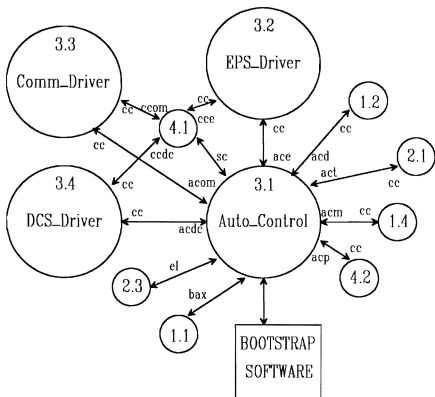 3.3
Comm_Driver
3.2
EPS_Driver
cc
ccom
cc
cce
4.1
1.2
cc
cc
ccdc
sc
cc
ace
acd
cc
2.1
act
cc
3.4
DCS_Driver
cc
acom
3.1
Auto_Control
cc
acdc
acm
cc
1.4
acp
cc
4.2
el
2.3
bax
1.1
BOOTSTRAP
SOFTWARE